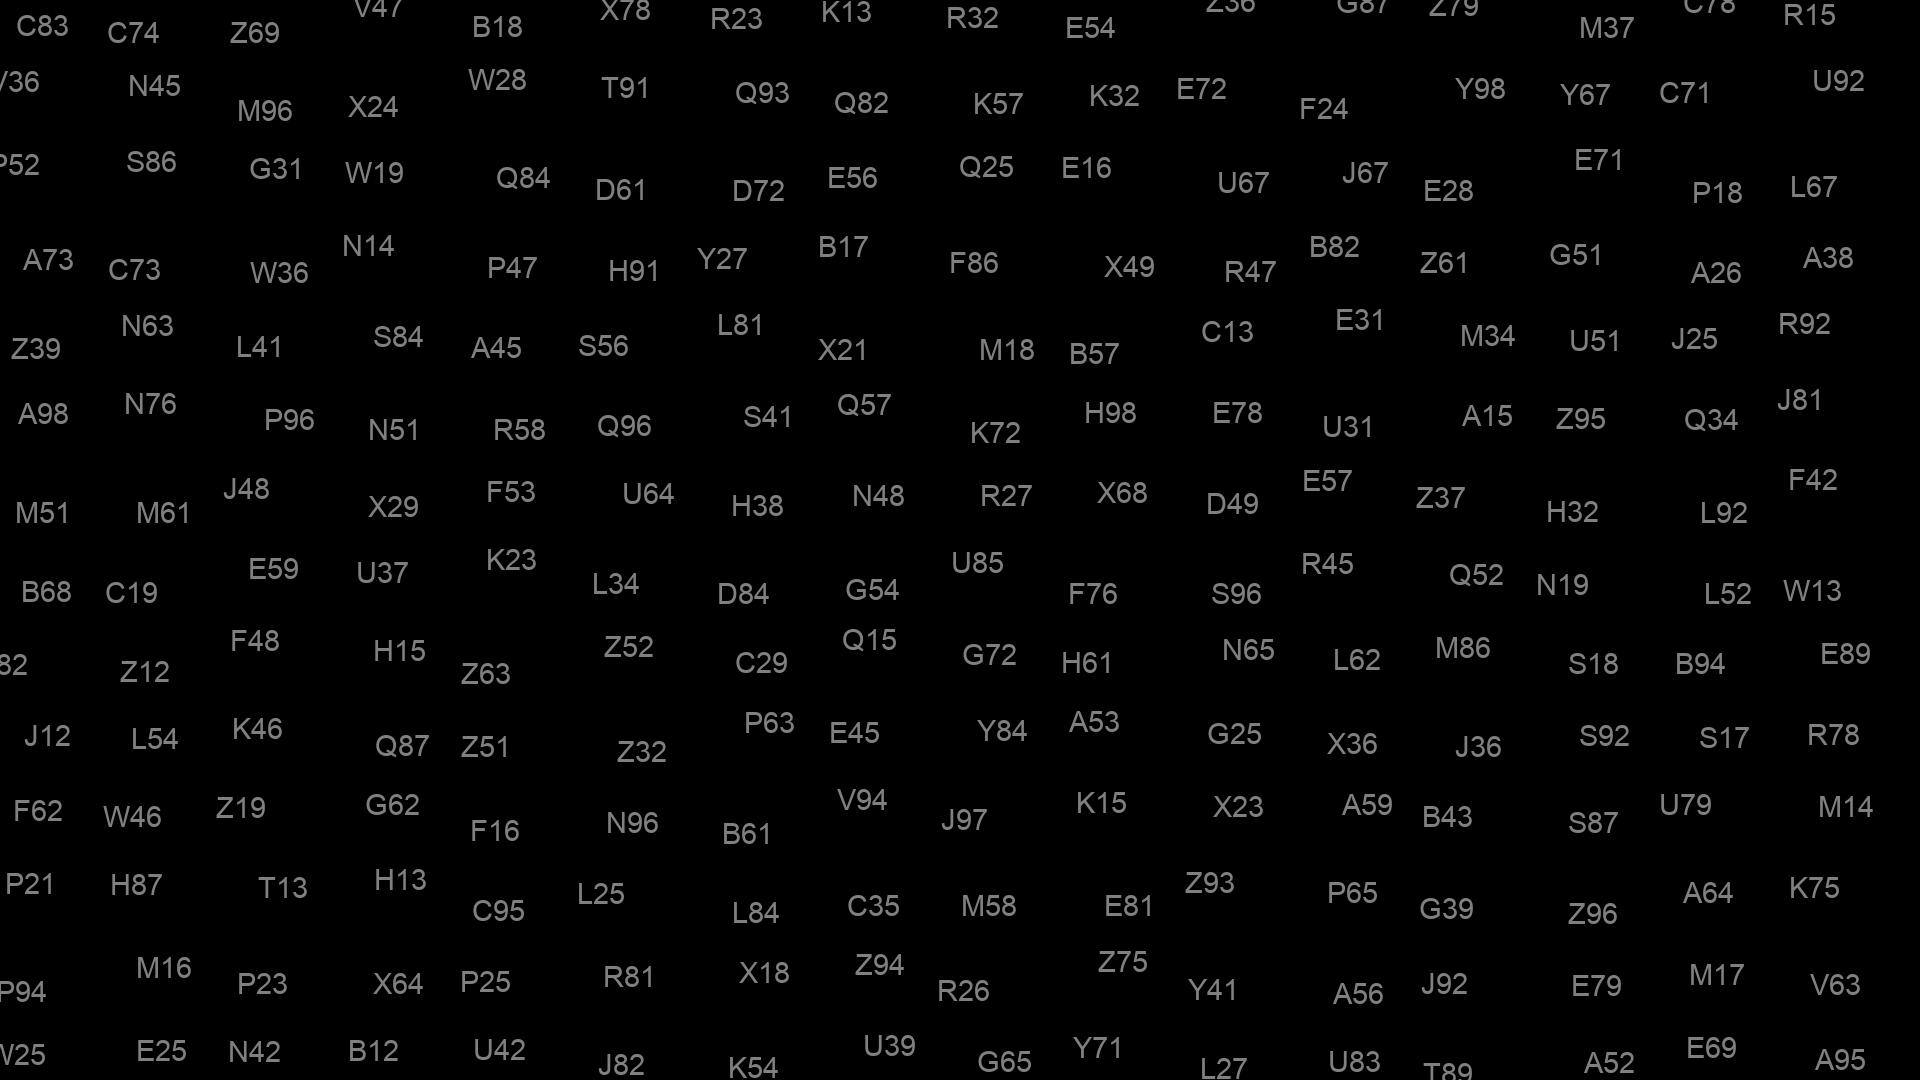 C83 C74 Z69 V47 B18 X78 R23 K13 R32 E54 Z36 G87 Z79 M37 C78 R15
V36 N45 M96 X24 W28 T91 Q93 Q82 K57 K32 E72 F24 Y98 Y67 C71 U92
P52 S86 G31 W19 Q84 D61 D72 E56 Q25 E16 U67 J67 E28 E71 P18 L67
A73 C73 W36 N14 P47 H91 Y27 B17 F86 X49 R47 B82 Z61 G51 A26 A38
Z39 N63 L41 S84 A45 S56 L81 X21 M18 B57 C13 E31 M34 U51 J25 R92
A98 N76 P96 N51 R58 Q96 S41 Q57 K72 H98 E78 U31 A15 Z95 Q34 J81
M51 M61 J48 X29 F53 U64 H38 N48 R27 X68 D49 E57 Z37 H32 L92 F42
B68 C19 E59 U37 K23 L34 D84 G54 U85 F76 S96 R45 Q52 N19 L52 W13
82 Z12 F48 H15 Z63 Z52 C29 Q15 G72 H61 N65 L62 M86 S18 B94 E89
J12 L54 K46 Q87 Z51 Z32 P63 E45 Y84 A53 G25 X36 J36 S92 S17 R78
F62 W46 Z19 G62 F16 N96 B61 V94 J97 K15 X23 A59 B43 S87 U79 M14
P21 H87 T13 H13 C95 L25 L84 C35 M58 E81 Z93 P65 G39 Z96 A64 K75
P94 M16 P23 X64 P25 R81 X18 Z94 R26 Z75 Y41 A56 J92 E79 M17 V63
W25 E25 N42 B12 U42 J82 K54 U39 G65 Y71 L27 U83 T89 A52 E69 A95